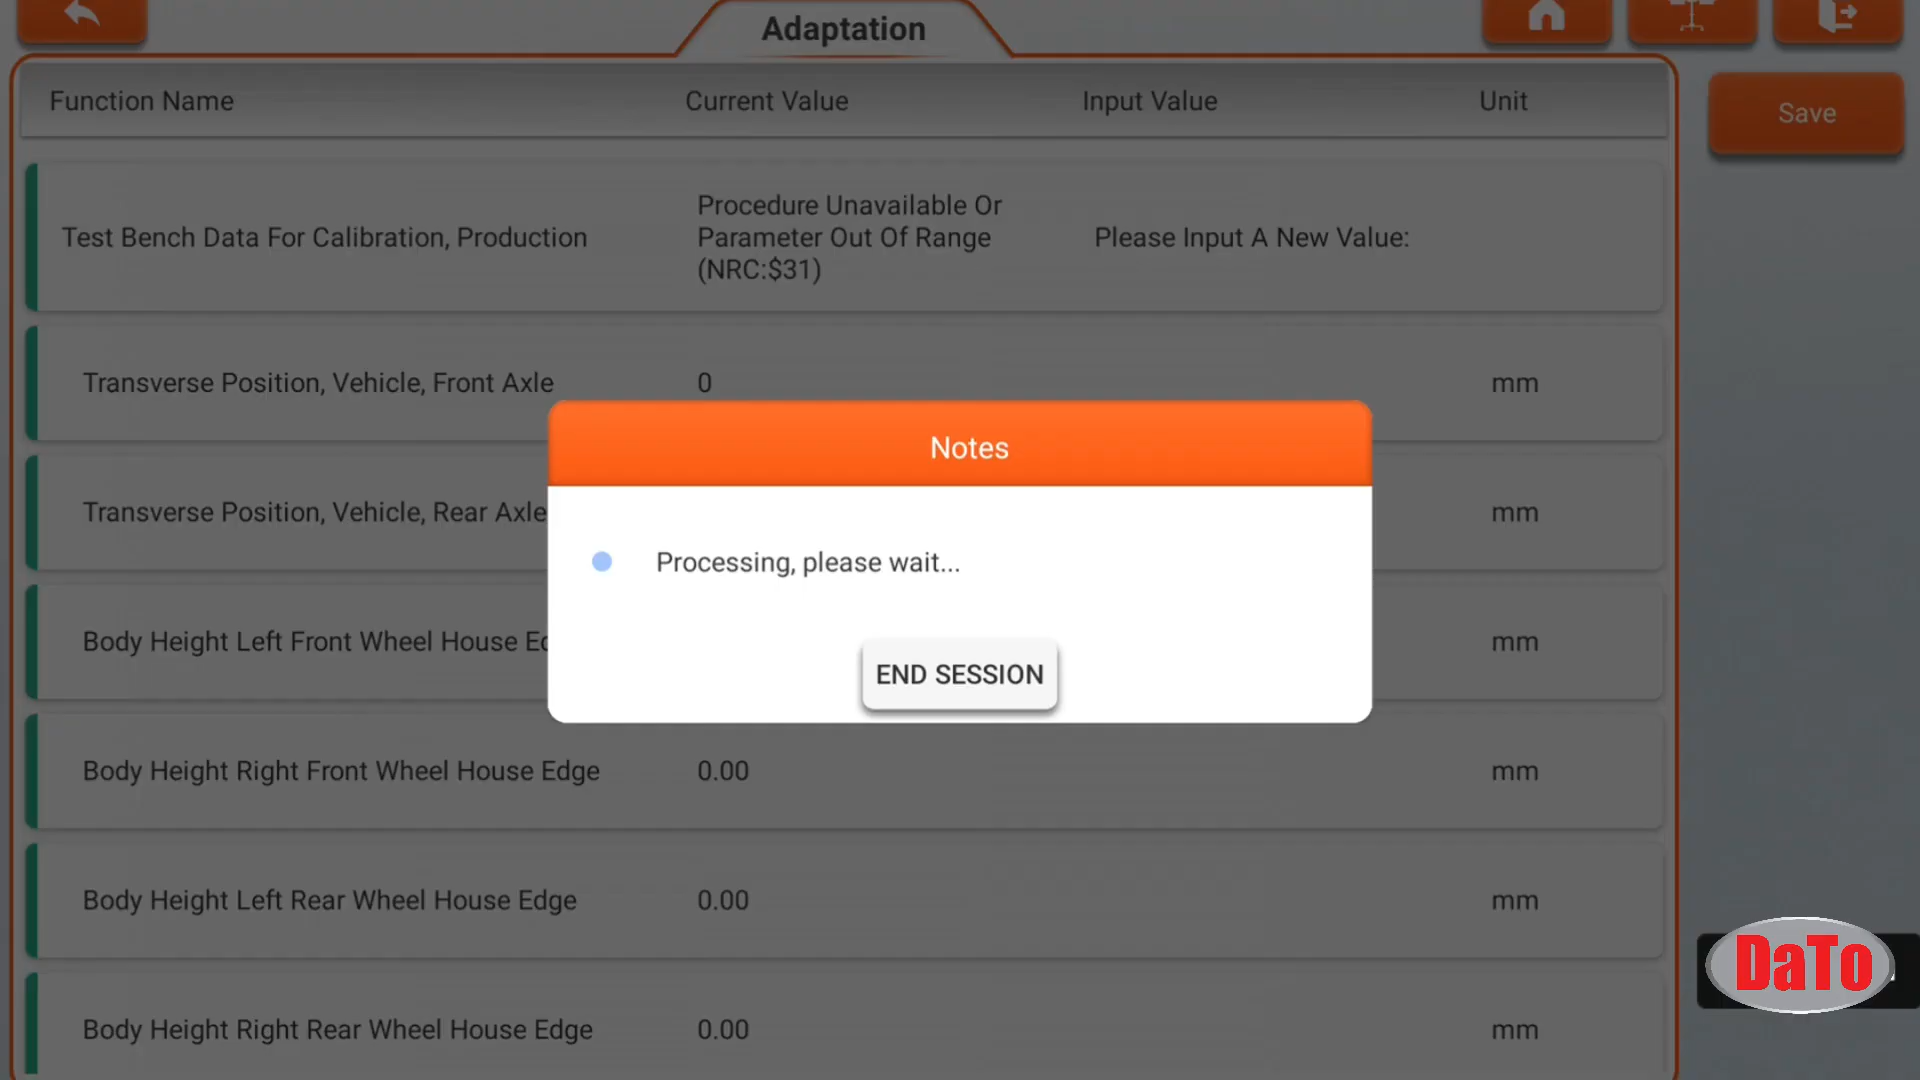 Adaptation
Function Name Current Value Input Value Unit
Save
Test Bench Data For Calibration, Production
Procedure Unavailable Or
Parameter Out Of Range
(NRC:$31)
Please Input A New Value:
Transverse Position, Vehicle, Front Axle 0 mm
Notes
Transverse Position, Vehicle, Rear Axle mm
Processing, please wait...
Body Height Left Front Wheel House mm
END SESSION
Body Height Right Front Wheel House Edge 0.00 mm
Body Height Left Rear Wheel House Edge 0.00 mm
DaTo
Body Height Right Rear Wheel House Edge 0.00 mm